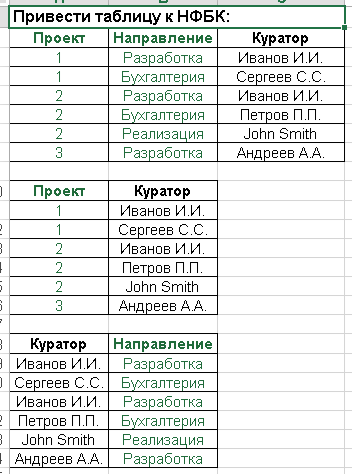 Привести таблицу к НФБК:
Проект Направление Куратор
1 Разработка Иванов И.И.
1 Бухгалтерия Сергеев С.С.
2 Разработка Иванов И.И.
2 Бухгалтерия Петров П.П.
2 Реализация John Smith
3 Разработка Андреев А.А.
Проект Куратор
1 Иванов И.И.
1 Сергеев С.С.
2 Иванов И.И.
2 Петров П.П.
2 John Smith
3 Андреев А.А.
Куратор Направление
Иванов И.И. Разработка
Сергеев С.С. Бухгалтерия
Иванов И.И. Разработка
Петров П.П. Бухгалтерия
John Smith Реализация
Андреев А.А. Разработка